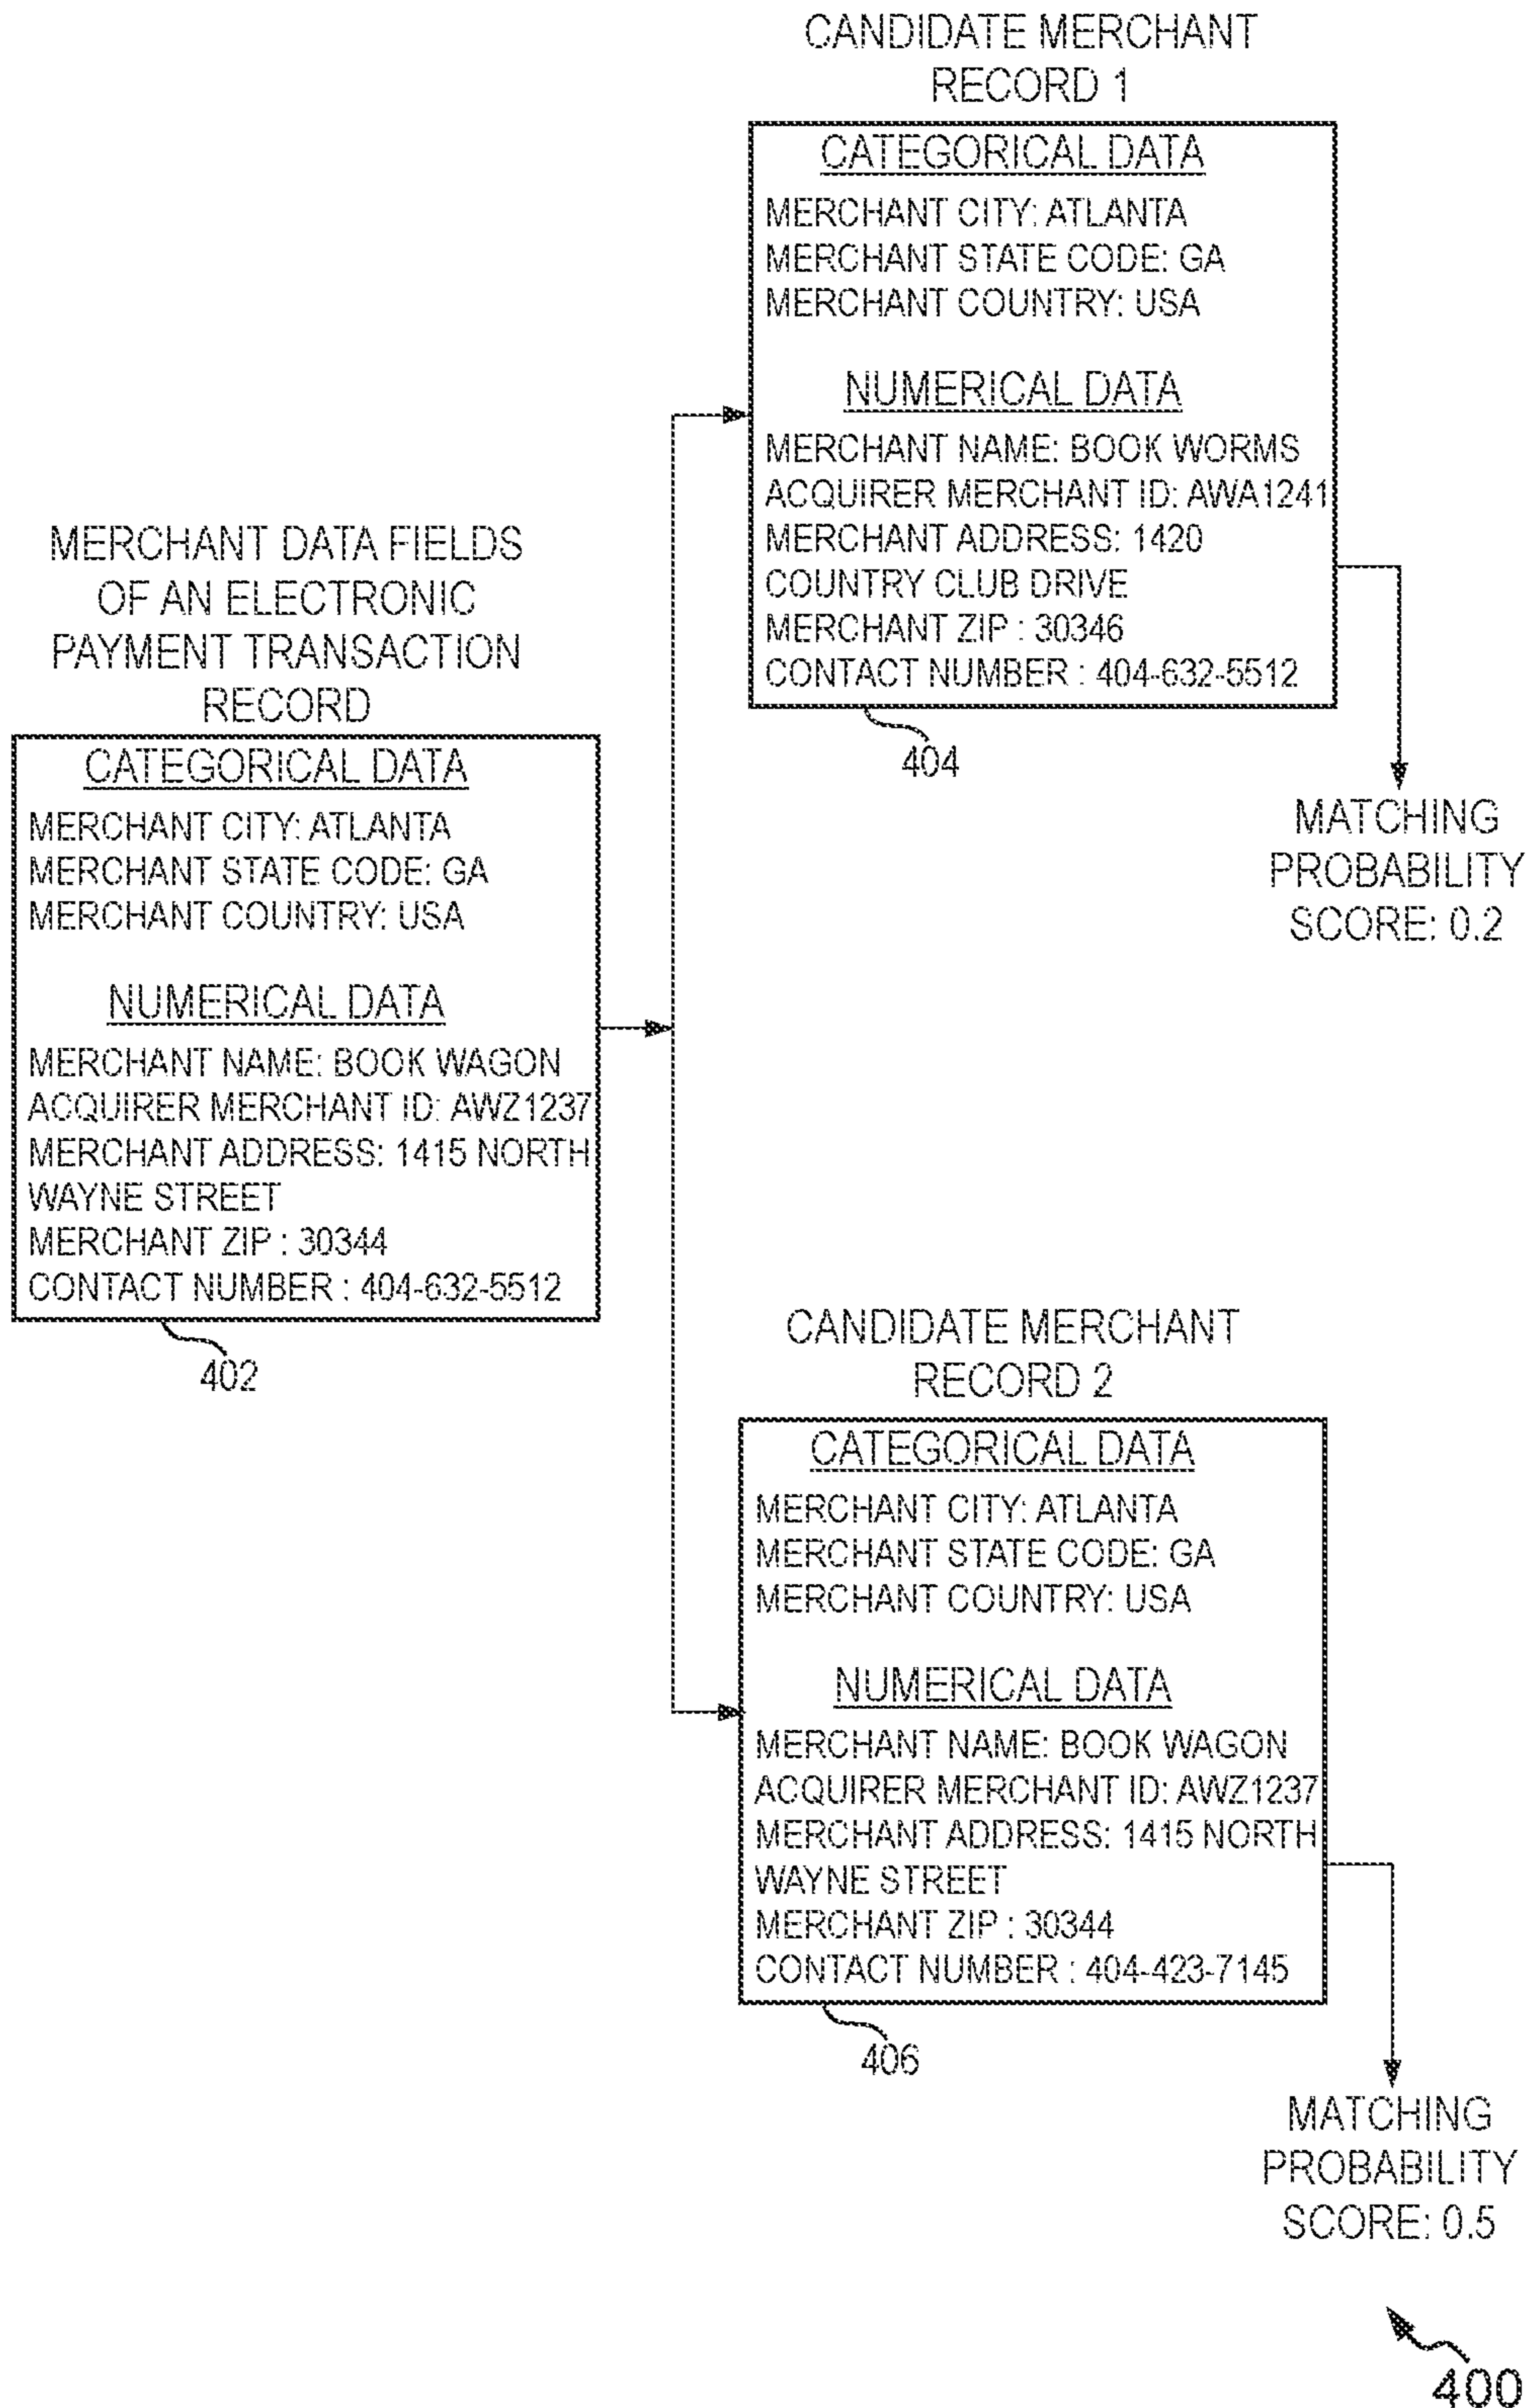 CANDIDATE MERCHANT
RECORD 1
CATEGORICAL DATA
MERCHANT CITY: ATLANTA
MERCHANT STATE CODE: GA
MERCHANT COUNTRY: USA
NUMERICAL DATA
MERCHANT NAME: BOOK WORMS
ACQUIRER MERCHANT ID: AWA1241
MERCHANT ADDRESS: 1420
COUNTRY CLUB DRIVE
MERCHANT ZIP : 30346
CONTACT NUMBER : 404-632-5512
404
MATCHING
PROBABILITY
SCORE: 0.2
MERCHANT DATA FIELDS
OF AN ELECTRONIC
PAYMENT TRANSACTION
RECORD
CATEGORICAL DATA
MERCHANT CITY: ATLANTA
MERCHANT STATE CODE: GA
MERCHANT COUNTRY: USA
NUMERICAL DATA
MERCHANT NAME: BOOK WAGON
ACQUIRER MERCHANT ID: AWZ1237
MERCHANT ADDRESS: 1415 NORTH
WAYNE STREET
MERCHANT ZIP : 30344
CONTACT NUMBER : 404-632-5512
402
CANDIDATE MERCHANT
RECORD 2
CATEGORICAL DATA
MERCHANT CITY: ATLANTA
MERCHANT STATE CODE: GA
MERCHANT COUNTRY: USA
NUMERICAL DATA
MERCHANT NAME: BOOK WAGON
ACQUIRER MERCHANT ID: AWZ1237
MERCHANT ADDRESS: 1415 NORTH
WAYNE STREET
MERCHANT ZIP : 30344
CONTACT NUMBER : 404-423-7145
406
MATCHING
PROBABILITY
SCORE: 0.5
400